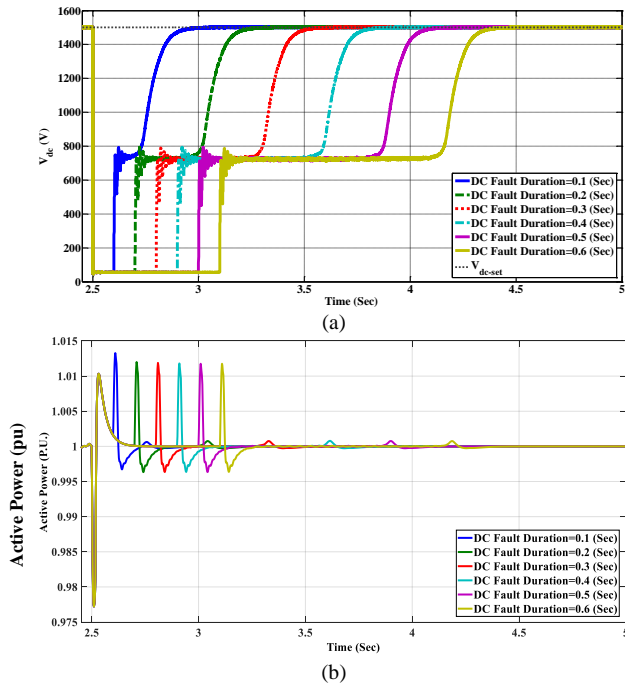 1600
1400
1200
1000
800
600
400
200
0
V_dc (V)
DC Fault Duration=0.1 (Sec)
DC Fault Duration=0.2 (Sec)
DC Fault Duration=0.3 (Sec)
DC Fault Duration=0.4 (Sec)
DC Fault Duration=0.5 (Sec)
DC Fault Duration=0.6 (Sec)
V_dc-set
2.5 3 3.5 4 4.5 5
Time (Sec)
(a)
1.015
1.01
1.005
1
0.995
0.99
0.985
0.98
0.975
Active Power (pu)
Active Power (P.U.)
DC Fault Duration=0.1 (Sec)
DC Fault Duration=0.2 (Sec)
DC Fault Duration=0.3 (Sec)
DC Fault Duration=0.4 (Sec)
DC Fault Duration=0.5 (Sec)
DC Fault Duration=0.6 (Sec)
2.5 3 3.5 4 4.5 5
Time (Sec)
(b)